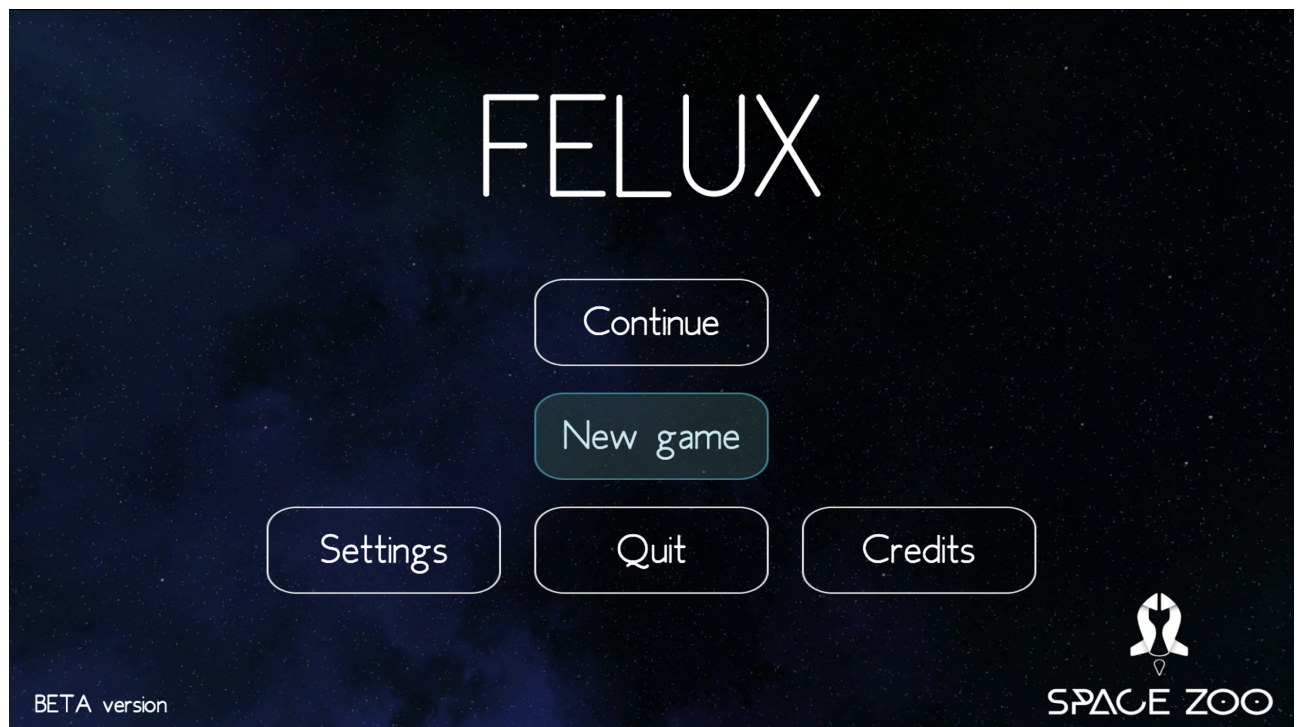 FELUX
Continue
New game
Settings Quit Credits
BETA version
SPACE ZOO